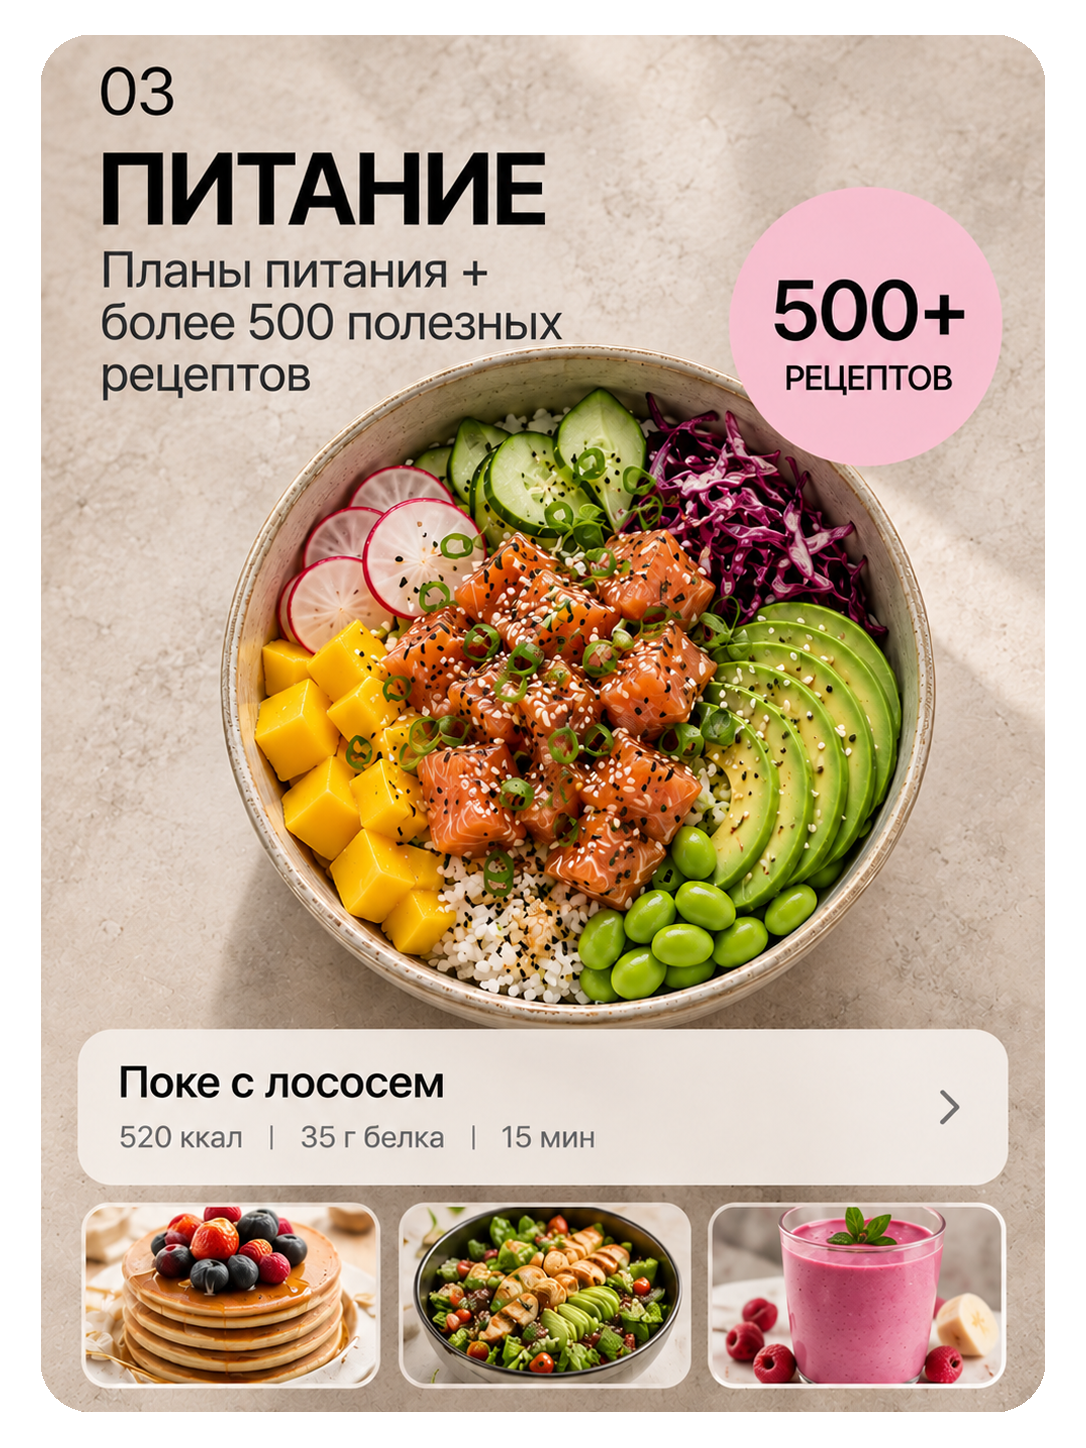 03
ПИТАНИЕ
Планы питания +
более 500 полезных
рецептов
500+
РЕЦЕПТОВ
Поке с лососем
520 ккал | 35 г белка | 15 мин